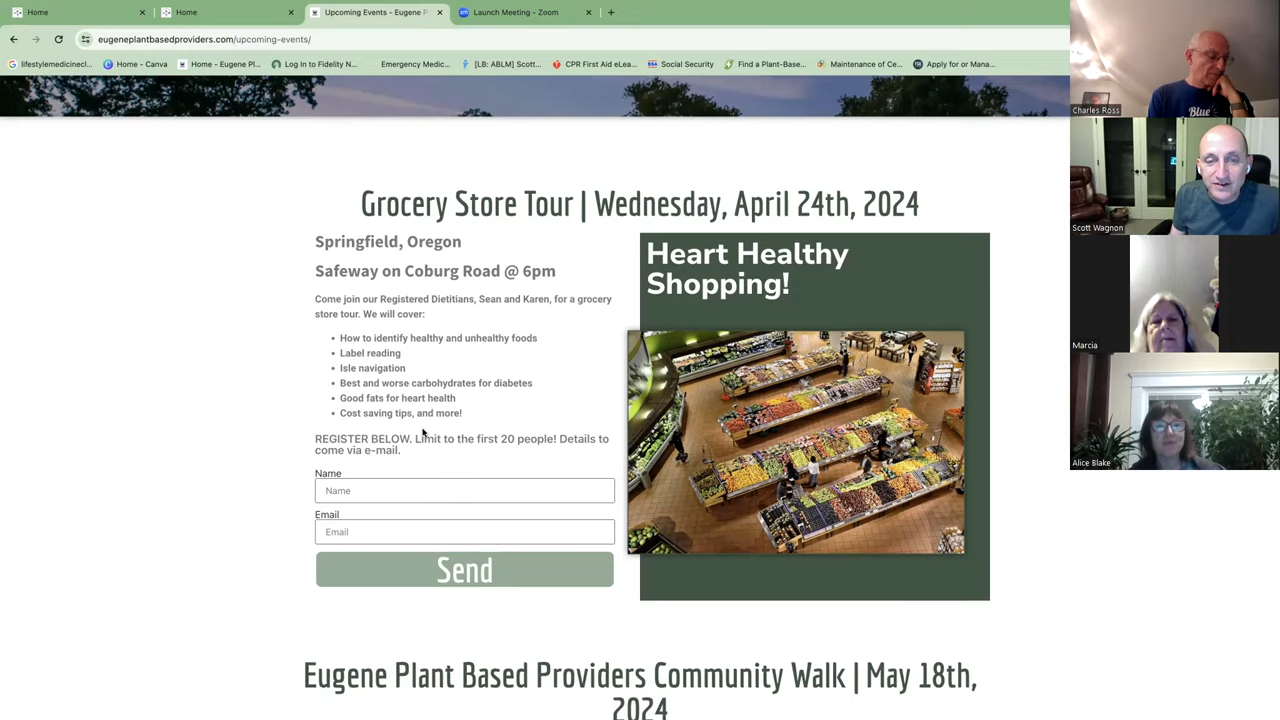 Home
Home
Upcoming Events - Eugene P
Launch Meeting - Zoom
eugeneplantbasedproviders.com/upcoming-events/
lifestylemedicinecl...
Home - Canva
Home - Eugene Pl...
Log In to Fidelity N...
Emergency Medic...
[LB: ABLM] Scott...
CPR First Aid eLea...
Social Security
Find a Plant-Base...
Maintenance of Ce...
Apply for or Mana...
Grocery Store Tour | Wednesday, April 24th, 2024
Springfield, Oregon
Safeway on Coburg Road @ 6pm
Come join our Registered Dietitians, Sean and Karen, for a grocery
store tour. We will cover:
• How to identify healthy and unhealthy foods
• Label reading
• Isle navigation
• Best and worse carbohydrates for diabetes
• Good fats for heart health
• Cost saving tips, and more!
REGISTER BELOW. Limit to the first 20 people! Details to
come via e-mail.
Name
Name
Email
Email
Send
Heart Healthy
Shopping!
Eugene Plant Based Providers Community Walk | May 18th,
2024
Blue
Charles Ross
Scott Wagnon
Marcia
Alice Blake